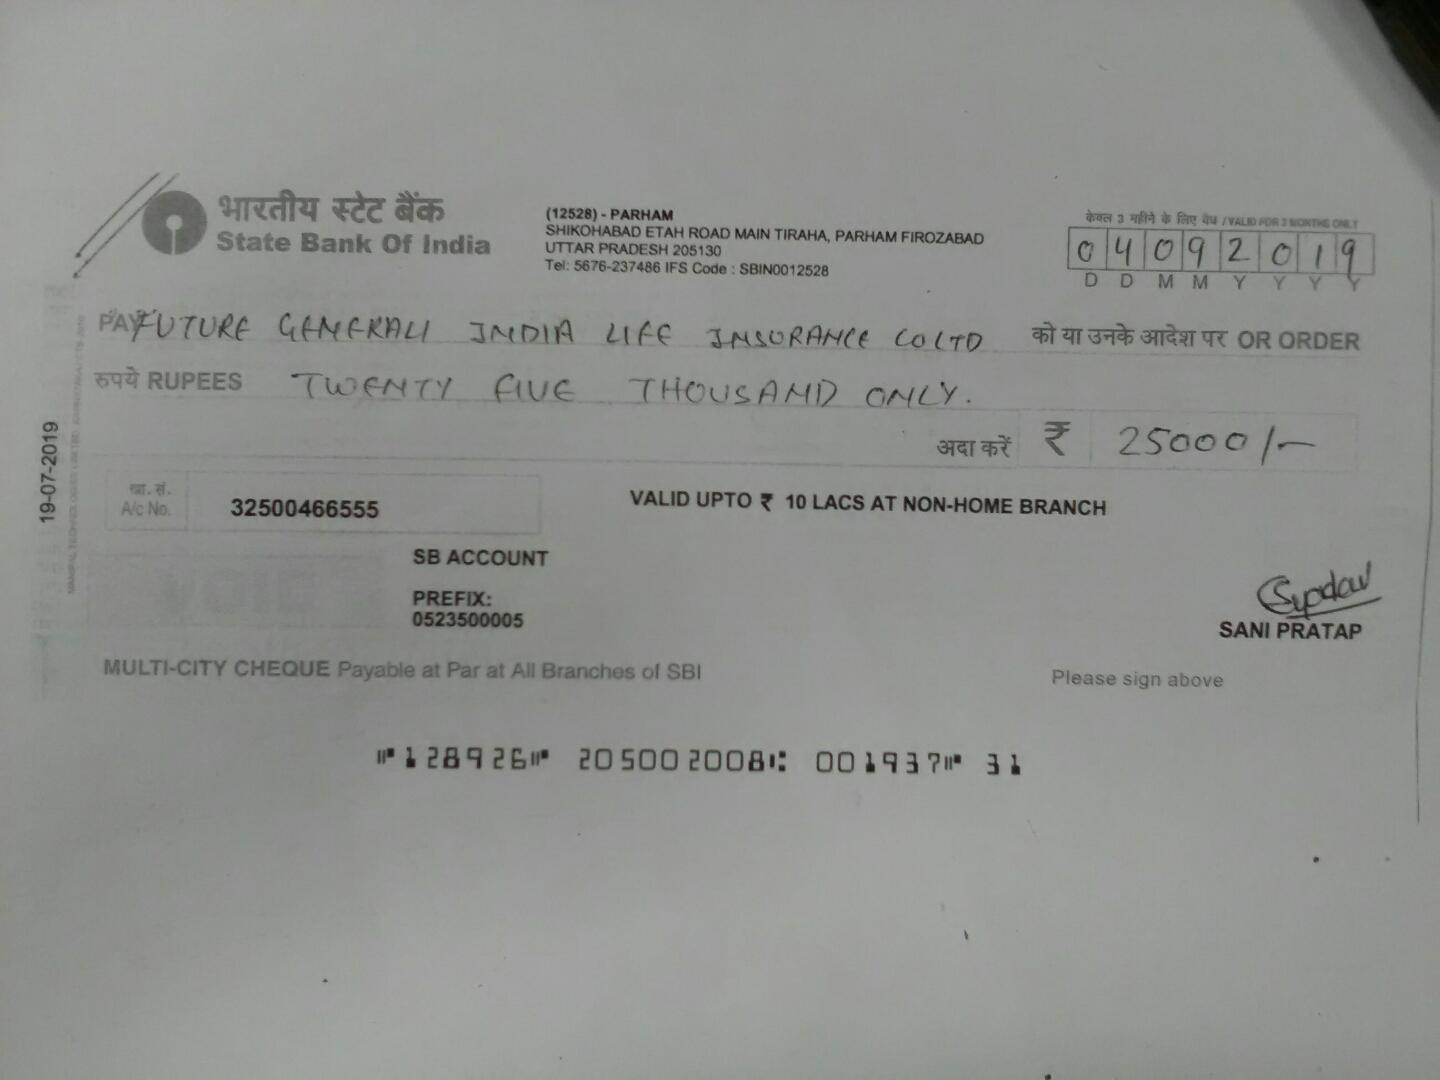 भारतीय स्टेट बैंक
State Bank Of India
(12528) - PARHAM
SHIKOHABAD ETAH ROAD MAIN TIRAHA, PARHAM FIROZABAD
UTTAR PRADESH 205130
Tel: 5676-237486 IFS Code : SBIN0012528
केवल 3 महीने के लिए वैध / VALID FOR 3 MONTHS ONLY
0 4 0 9 2 0 1 9
D D M M Y Y Y Y
PAY FUTURE GENERALI INDIA LIFE INSURANCE CO LTD को या उनके आदेश पर OR ORDER
रुपये RUPEES TWENTY FIVE THOUSAND ONLY.
अदा करें ₹ 25000/-
19-07-2019
खा. सं.
A/c No. 32500466555
VALID UPTO ₹ 10 LACS AT NON-HOME BRANCH
SB ACCOUNT
PREFIX:
0523500005
VOID
SANI PRATAP
MULTI-CITY CHEQUE Payable at Par at All Branches of SBI
Please sign above
⑈128926⑈ 205002008⑆ 001937⑈ 31